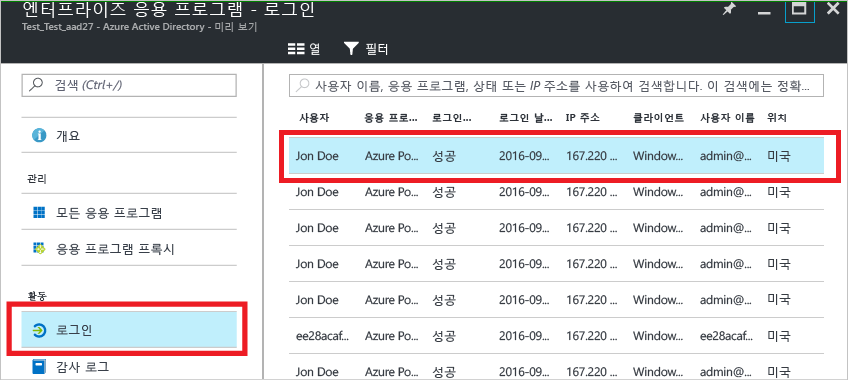 엔터프라이즈 응용 프로그램 - 로그인
Test_Test_aad27 - Azure Active Directory - 미리 보기
열 필터
검색 (Ctrl+/)
개요
관리
모든 응용 프로그램
응용 프로그램 프록시
활동
로그인
감사 로그
사용자 이름, 응용 프로그램, 상태 또는 IP 주소를 사용하여 검색합니다. 이 검색에는 정확...
사용자 응용 프로... 로그인... 로그인 날... IP 주소 클라이언트 사용자 이름 위치
Jon Doe Azure Po... 성공 2016-09... 167.220 ... Window... admin@... 미국
Jon Doe Azure Po... 성공 2016-09... 167.220 ... Window... admin@... 미국
Jon Doe Azure Po... 성공 2016-09... 167.220 ... Window... admin@... 미국
Jon Doe Azure Po... 성공 2016-09... 167.220 ... Window... admin@... 미국
Jon Doe Azure Po... 성공 2016-09... 167.220 ... Window... admin@... 미국
ee28acaf... Azure Po... 성공 2016-09... 167.220 ... Window... ee28acaf... 미국
Jon Doe Azure Po... 성공 2016-09... 167.220 ... Window... admin@... 미국